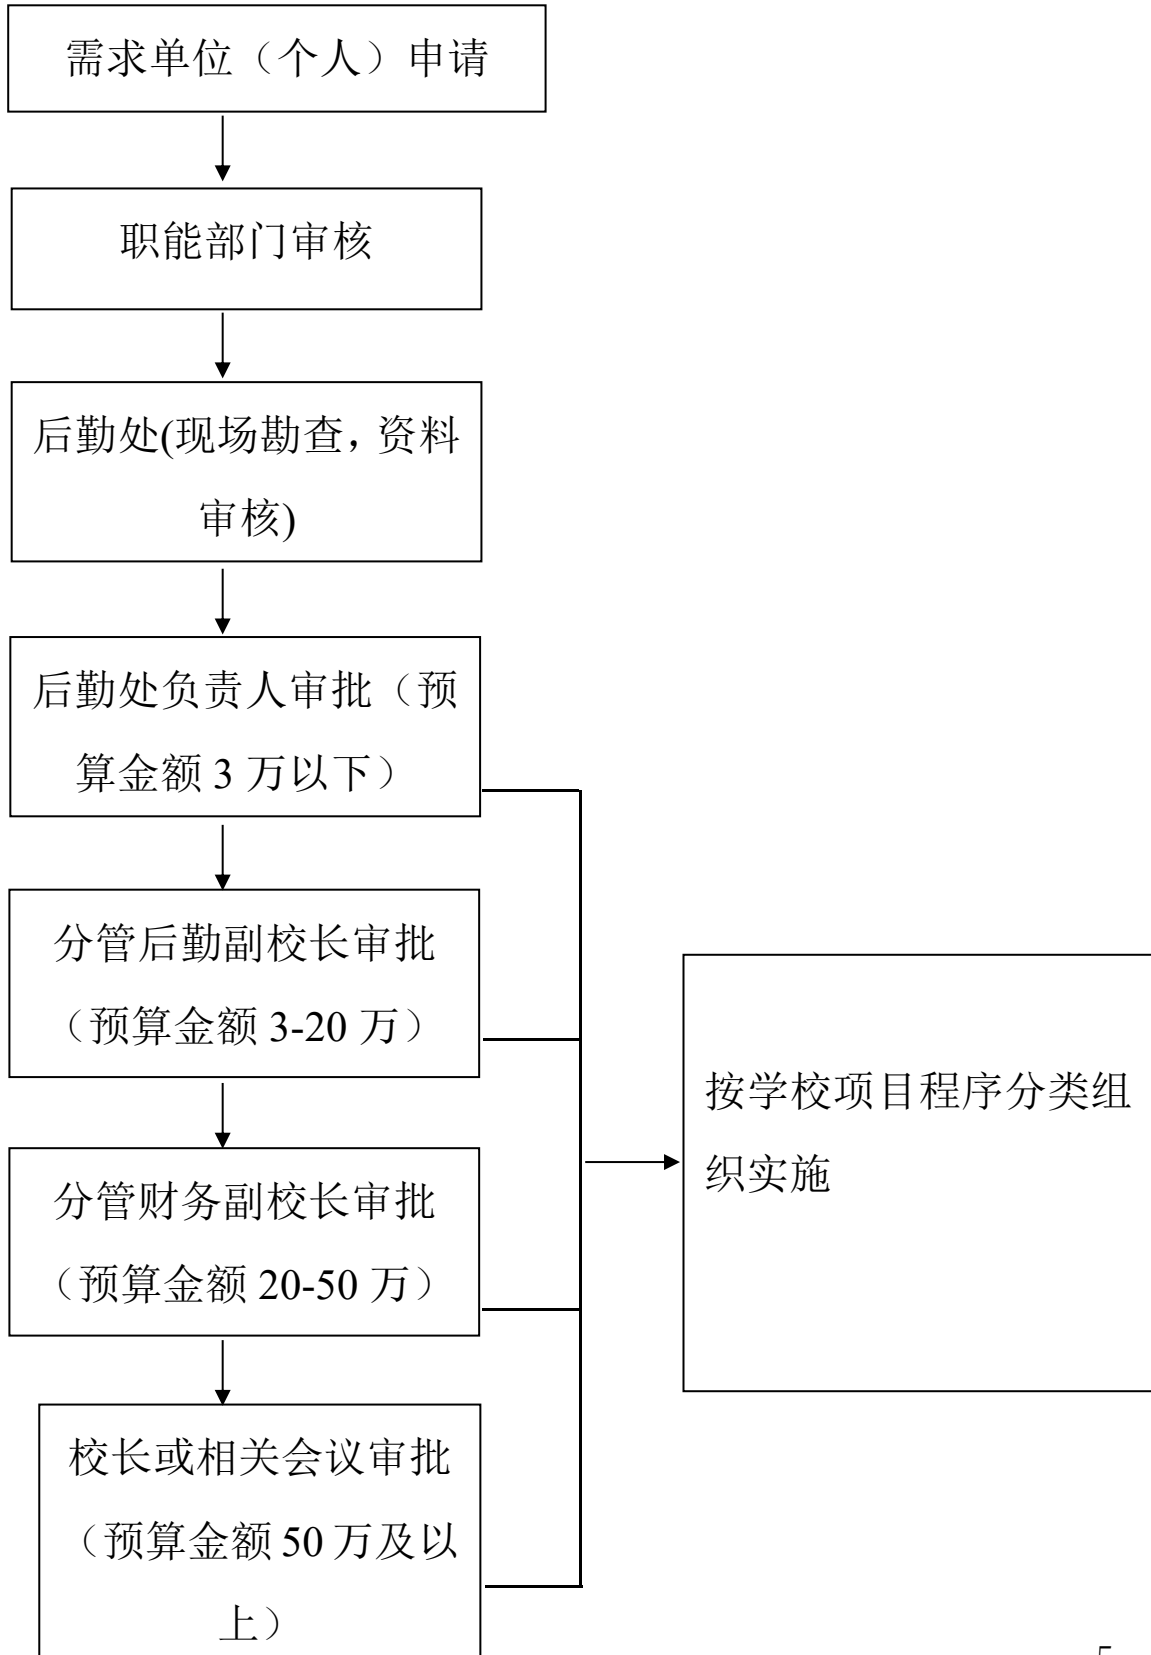 需求单位（个人）申请
职能部门审核
后勤处(现场勘查，资料
审核)
后勤处负责人审批（预
算金额 3 万以下）
分管后勤副校长审批
（预算金额 3-20 万）
分管财务副校长审批
（预算金额 20-50 万）
校长或相关会议审批
（预算金额 50 万及以
上）
按学校项目程序分类组
织实施